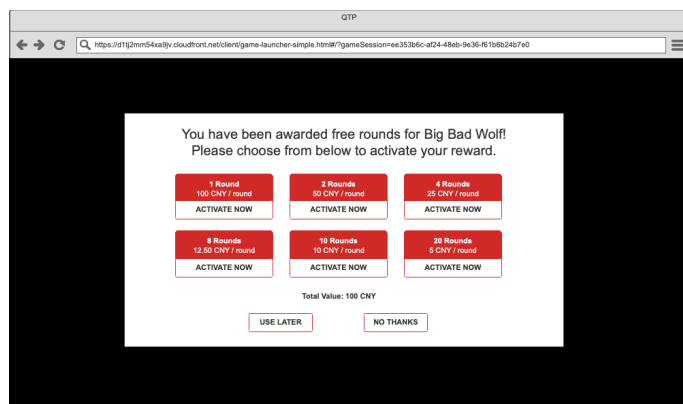 QTP
https://d1tj2mm54xa9jv.cloudfront.net/client/game-launcher-simple.html#/?gameSession=ee353b6c-af24-48eb-9e36-f61b6b24b7e0
You have been awarded free rounds for Big Bad Wolf!
Please choose from below to activate your reward.
1 Round
100 CNY / round
ACTIVATE NOW
2 Rounds
50 CNY / round
ACTIVATE NOW
4 Rounds
25 CNY / round
ACTIVATE NOW
8 Rounds
12.50 CNY / round
ACTIVATE NOW
10 Rounds
10 CNY / round
ACTIVATE NOW
20 Rounds
5 CNY / round
ACTIVATE NOW
Total Value: 100 CNY
USE LATER
NO THANKS